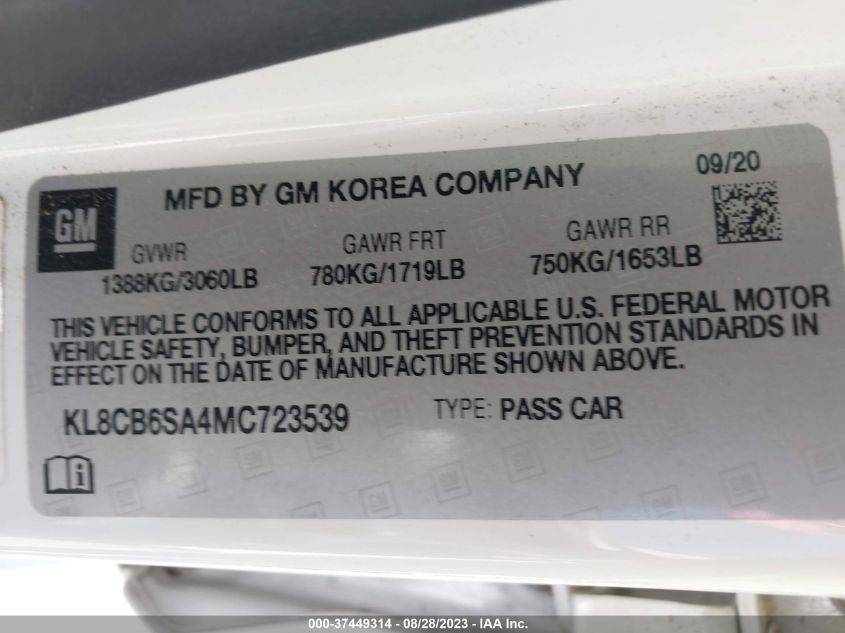 MFD BY GM KOREA COMPANY
09/20
GM
GVWR
GAWR FRT
GAWR RR
1388KG/3060LB
780KG/1719LB
750KG/1653LB
THIS VEHICLE CONFORMS TO ALL APPLICABLE U.S. FEDERAL MOTOR
VEHICLE SAFETY, BUMPER, AND THEFT PREVENTION STANDARDS IN
EFFECT ON THE DATE OF MANUFACTURE SHOWN ABOVE.
KL8CB6SA4MC723539
TYPE: PASS CAR
000-37449314 | 08/28/2023 - IAA Inc.